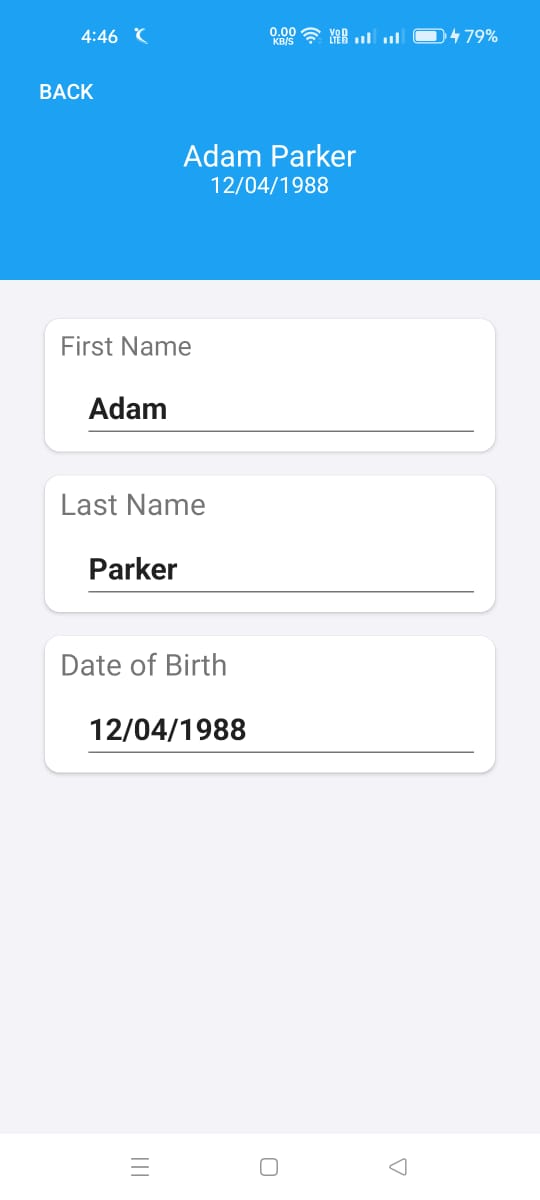 4:46
0.00 KB/S Vo LTE 79%
BACK
Adam Parker
12/04/1988
First Name
Adam
Last Name
Parker
Date of Birth
12/04/1988